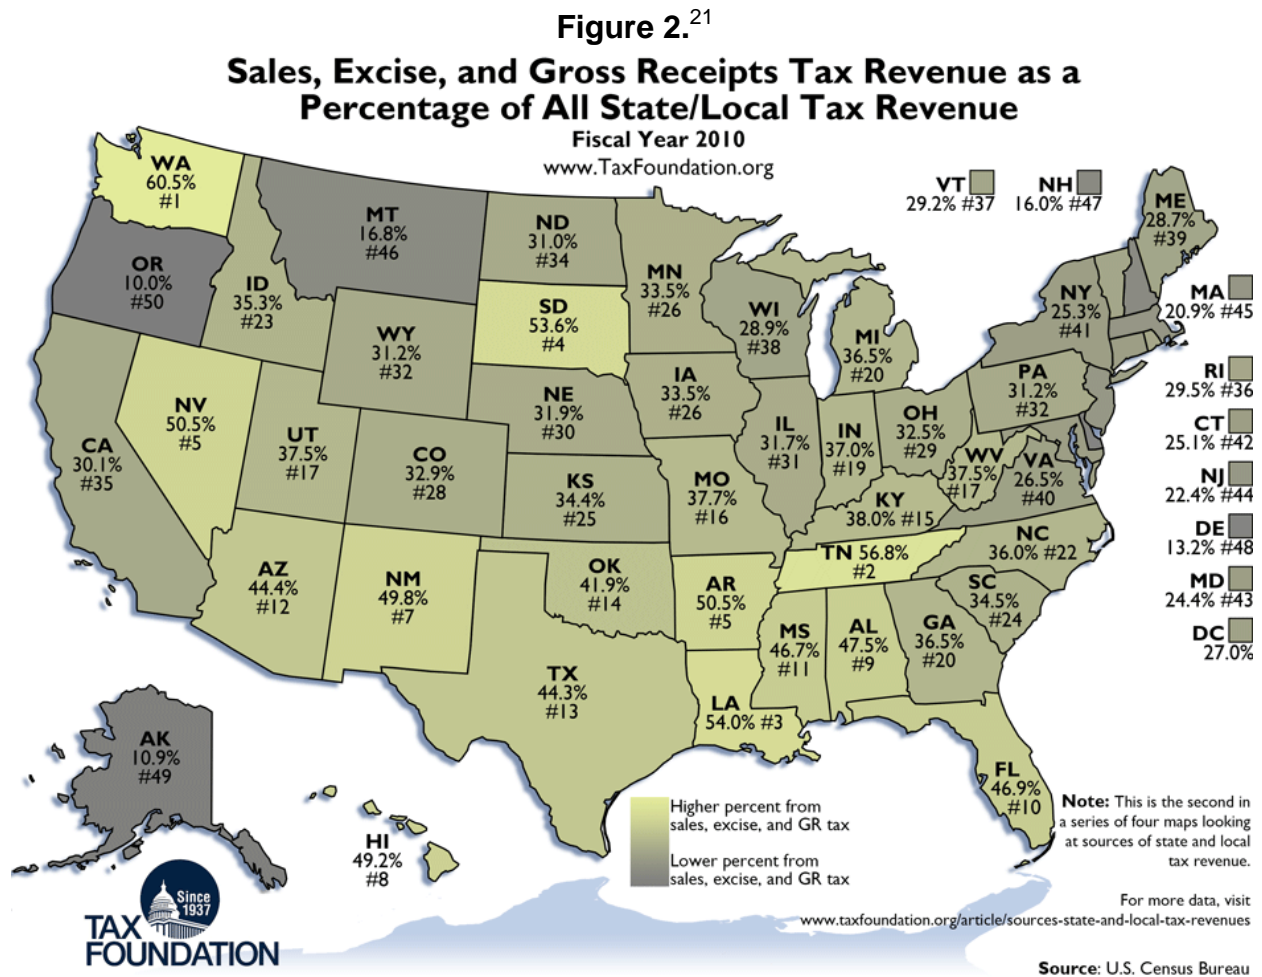 Figure 2.21
Sales, Excise, and Gross Receipts Tax Revenue as a
Percentage of All State/Local Tax Revenue
Fiscal Year 2010
www.TaxFoundation.org
WA
60.5%
#1
OR
10.0%
#50
MT
16.8%
#46
ID
35.3%
#23
WY
31.2%
#32
ND
31.0%
#34
SD
53.6%
#4
NE
31.9%
#30
MN
33.5%
#26
WI
28.9%
#38
MI
36.5%
#20
IA
33.5%
#26
VT
29.2% #37
NH
16.0% #47
ME
28.7%
#39
NY
25.3%
#41
MA
20.9% #45
RI
29.5% #36
CT
25.1% #42
NJ
22.4% #44
DE
13.2% #48
MD
24.4% #43
DC
27.0%
PA
31.2%
#32
OH
32.5%
#29
IN
37.0%
#19
IL
31.7%
#31
WV
37.5%
#17
VA
26.5%
#40
KY
38.0% #15
NC
36.0% #22
TN 56.8%
#2
SC
34.5%
#24
GA
36.5%
#20
AL
47.5%
#9
MS
46.7%
#11
FL
46.9%
#10
LA
54.0% #3
AR
50.5%
#5
MO
37.7%
#16
KS
34.4%
#25
OK
41.9%
#14
TX
44.3%
#13
CO
32.9%
#28
NM
49.8%
#7
AZ
44.4%
#12
UT
37.5%
#17
NV
50.5%
#5
CA
30.1%
#35
AK
10.9%
#49
HI
49.2%
#8
Higher percent from
sales, excise, and GR tax
Lower percent from
sales, excise, and GR tax
Note: This is the second in
a series of four maps looking
at sources of state and local
tax revenue.
For more data, visit
www.taxfoundation.org/article/sources-state-and-local-tax-revenues
Source: U.S. Census Bureau
Since
1937
TAX
FOUNDATION